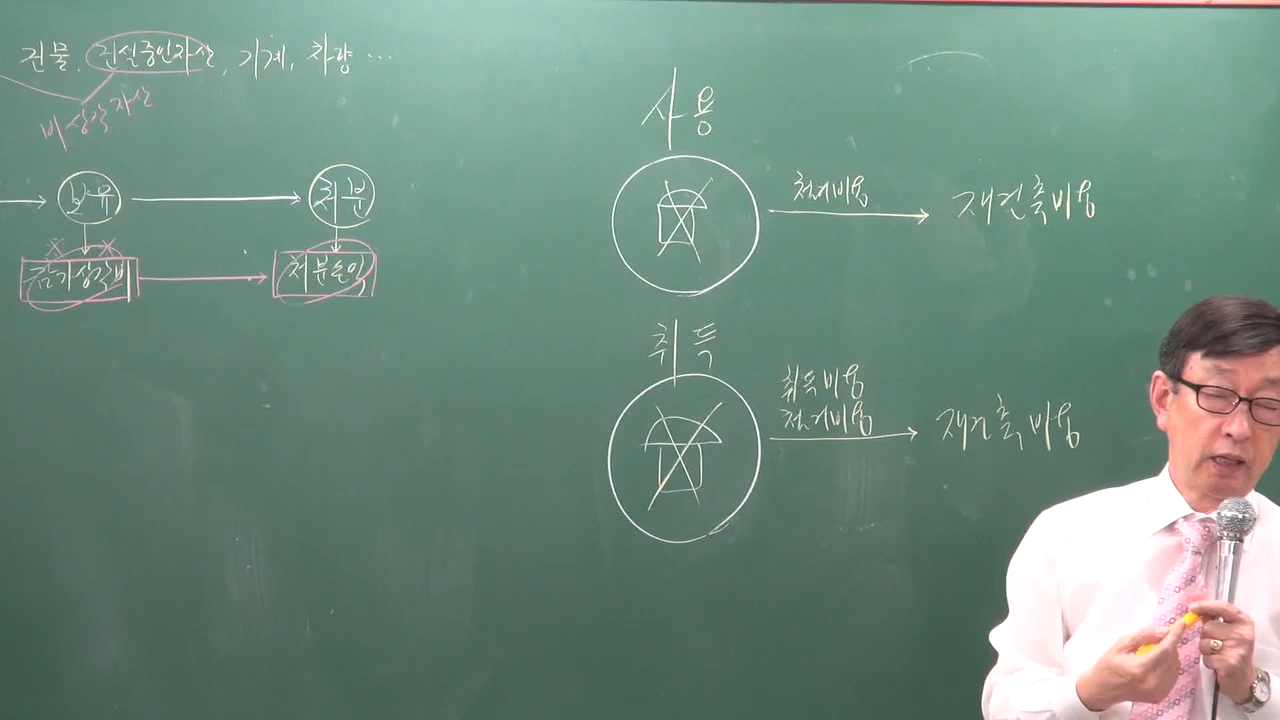 건물, 건설중인자산, 기계, 차량 …
비상각자산
보유
처분
감가상각비
처분손익
사용
철거비용
재건축비용
취득
취득비용
철거비용
재건축비용